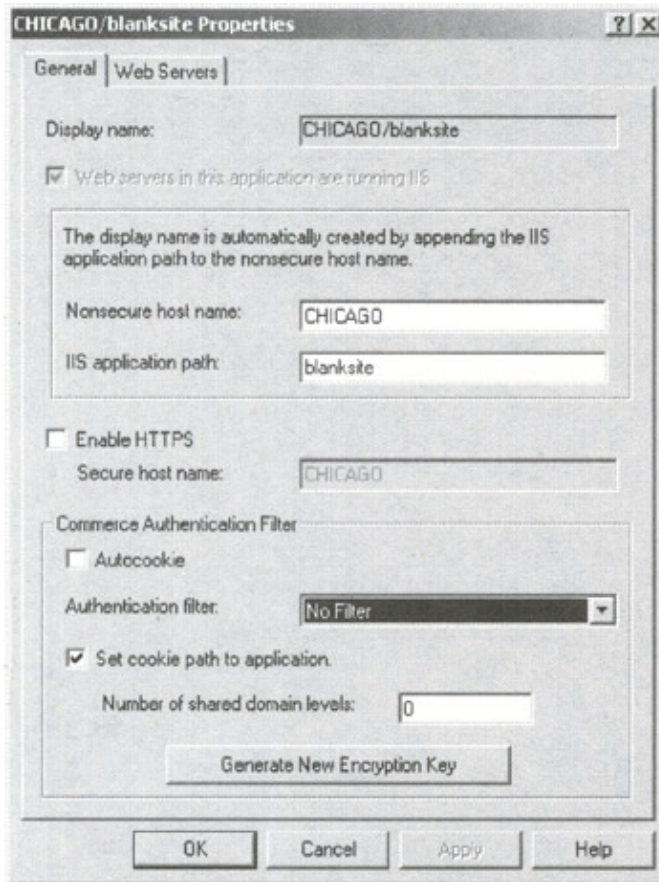 CHICAGO/blanksite Properties
General
Web Servers
Display name:
CHICAGO/blanksite
Web servers in this application are running IIS
The display name is automatically created by appending the IIS
application path to the nonsecure host name.
Nonsecure host name:
CHICAGO
IIS application path:
blanksite
Enable HTTPS
Secure host name:
CHICAGO
Commerce Authentication Filter
Autocookie
Authentication filter:
No Filter
Set cookie path to application.
Number of shared domain levels:
0
Generate New Encryption Key
OK
Cancel
Apply
Help